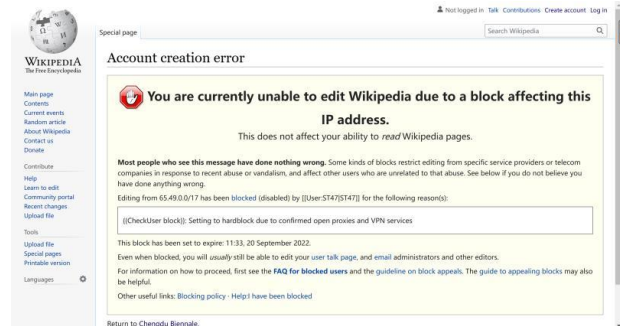 Not logged in Talk Contributions Create account Log in
Special page
Search Wikipedia
WIKIPEDIA
The Free Encyclopedia
Main page
Contents
Current events
Random article
About Wikipedia
Contact us
Donate
Contribute
Help
Learn to edit
Community portal
Recent changes
Upload file
Tools
Upload file
Special pages
Printable version
Languages
Account creation error
You are currently unable to edit Wikipedia due to a block affecting this
IP address.
This does not affect your ability to read Wikipedia pages.
Most people who see this message have done nothing wrong. Some kinds of blocks restrict editing from specific service providers or telecom
companies in response to recent abuse or vandalism, and affect other users who are unrelated to that abuse. See below if you do not believe you
have done anything wrong.
Editing from 65.49.0.0/17 has been blocked (disabled) by [[User:ST47|ST47]] for the following reason(s):
{{CheckUser block}}: Setting to hardblock due to confirmed open proxies and VPN services
This block has been set to expire: 11:33, 20 September 2022.
Even when blocked, you will usually still be able to edit your user talk page, and email administrators and other editors.
For information on how to proceed, first see the FAQ for blocked users and the guideline on block appeals. The guide to appealing blocks may also
be helpful.
Other useful links: Blocking policy · Help:I have been blocked
Return to Chengdu Biennale.